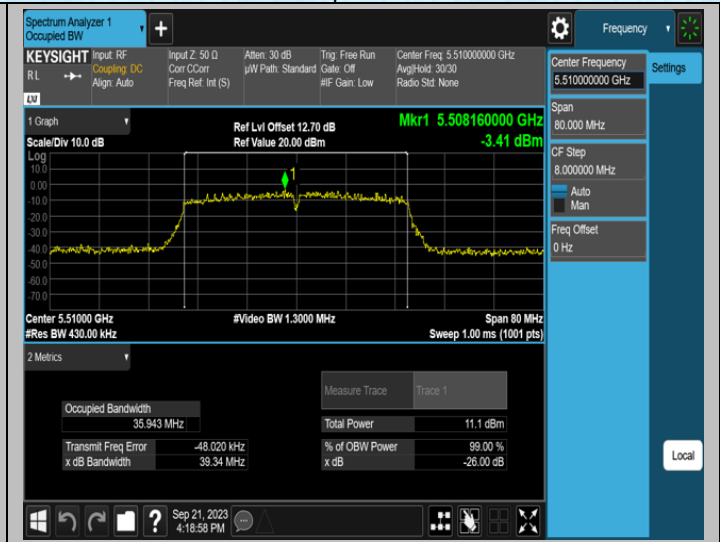 Spectrum Analyzer 1
Occupied BW
Frequency
KEYSIGHT Input: RF Input Z: 50 Ω Atten: 30 dB Trig: Free Run Center Freq: 5.510000000 GHz
RL Coupling: DC Corr CCorr µW Path: Standard Gate: Off Avg|Hold: 30/30
Align: Auto Freq Ref: Int (S) #IF Gain: Low Radio Std: None
LXI
Center Frequency
5.510000000 GHz
Settings
Span
80.000 MHz
CF Step
8.000000 MHz
Auto
Man
Freq Offset
0 Hz
1 Graph
Ref Lvl Offset 12.70 dB
Mkr1 5.508160000 GHz
Scale/Div 10.0 dB
Ref Value 20.00 dBm
-3.41 dBm
Log
10.0
0.00
-10.0
-20.0
-30.0
-40.0
-50.0
-60.0
-70.0
1
Center 5.51000 GHz #Video BW 1.3000 MHz Span 80 MHz
#Res BW 430.00 kHz Sweep 1.00 ms (1001 pts)
2 Metrics
Measure Trace Trace 1
Occupied Bandwidth
35.943 MHz
Total Power 11.1 dBm
Transmit Freq Error -48.020 kHz
% of OBW Power 99.00 %
x dB Bandwidth 39.34 MHz
x dB -26.00 dB
Local
Sep 21, 2023
4:18:58 PM